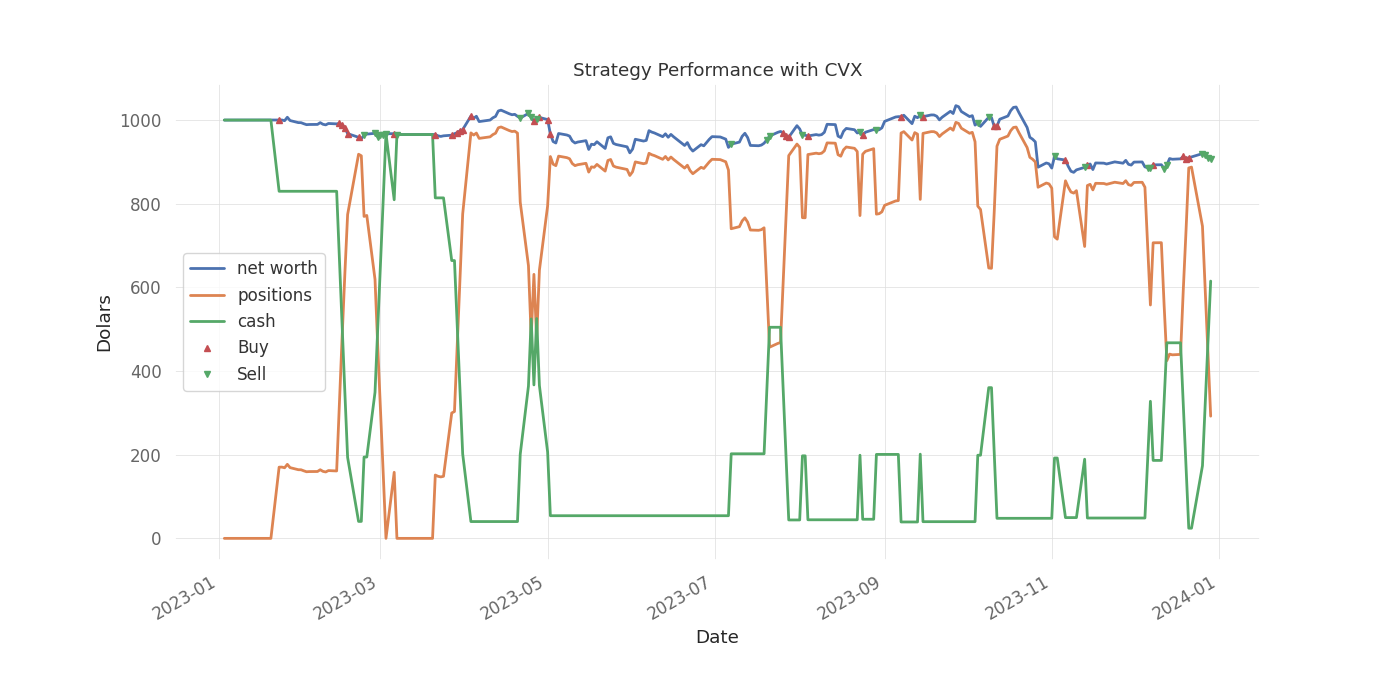 Strategy Performance with CVX
Dolars
1000
800
600
400
200
0
net worth
positions
cash
Buy
Sell
2023-01
2023-03
2023-05
2023-07
2023-09
2023-11
2024-01
Date